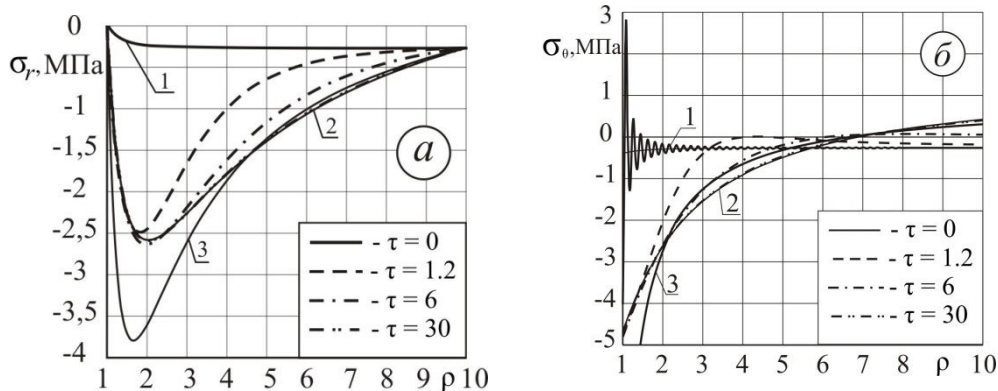 0
σr, МПа
-1
-1,5
-2
-2,5
-3
-3,5
-4
1 2 3 4 5 6 7 8 9 ρ 10
1
2
3
а
- τ = 0
- τ = 1.2
- τ = 6
- τ = 30
3
σθ, МПа
1
0
-1
-2
-3
-4
-5
1 2 3 4 5 6 7 8 ρ 10
1
2
3
б
- τ = 0
- τ = 1.2
- τ = 6
- τ = 30